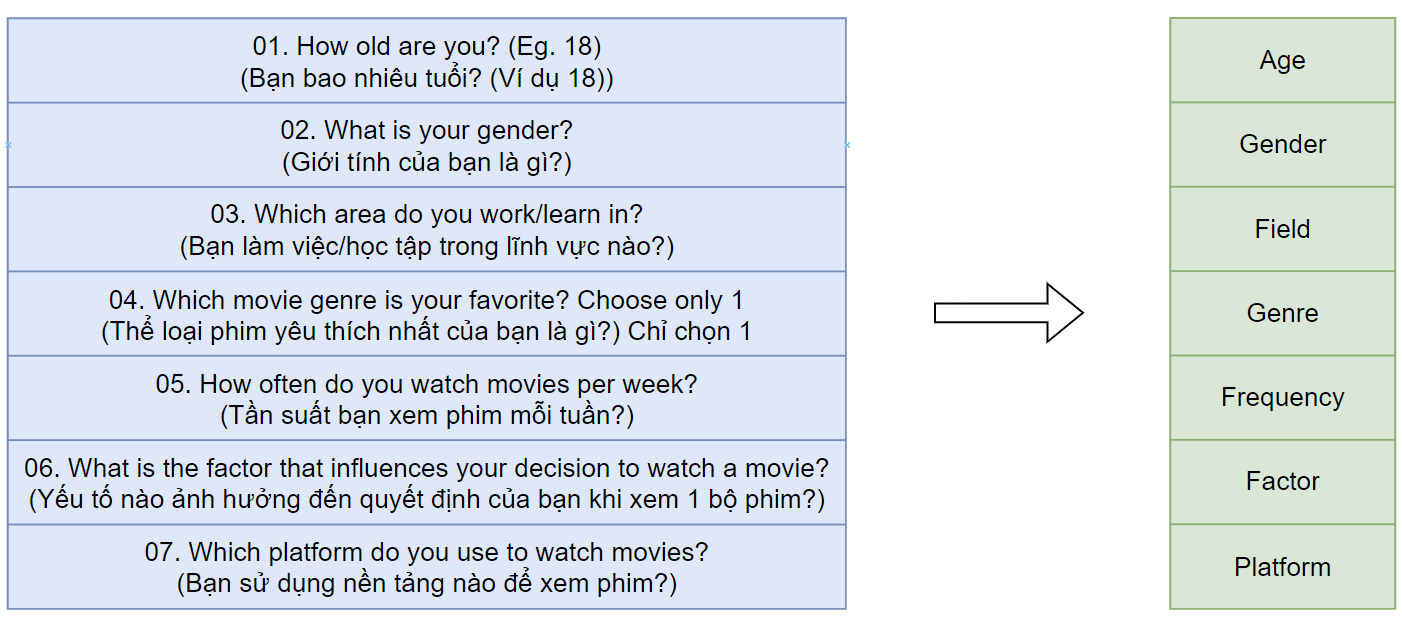 01. How old are you? (Eg. 18)
(Bạn bao nhiêu tuổi? (Ví dụ 18))
02. What is your gender?
(Giới tính của bạn là gì?)
03. Which area do you work/learn in?
(Bạn làm việc/học tập trong lĩnh vực nào?)
04. Which movie genre is your favorite? Choose only 1
(Thể loại phim yêu thích nhất của bạn là gì?) Chỉ chọn 1
05. How often do you watch movies per week?
(Tần suất bạn xem phim mỗi tuần?)
06. What is the factor that influences your decision to watch a movie?
(Yếu tố nào ảnh hưởng đến quyết định của bạn khi xem 1 bộ phim?)
07. Which platform do you use to watch movies?
(Bạn sử dụng nền tảng nào để xem phim?)
Age
Gender
Field
Genre
Frequency
Factor
Platform